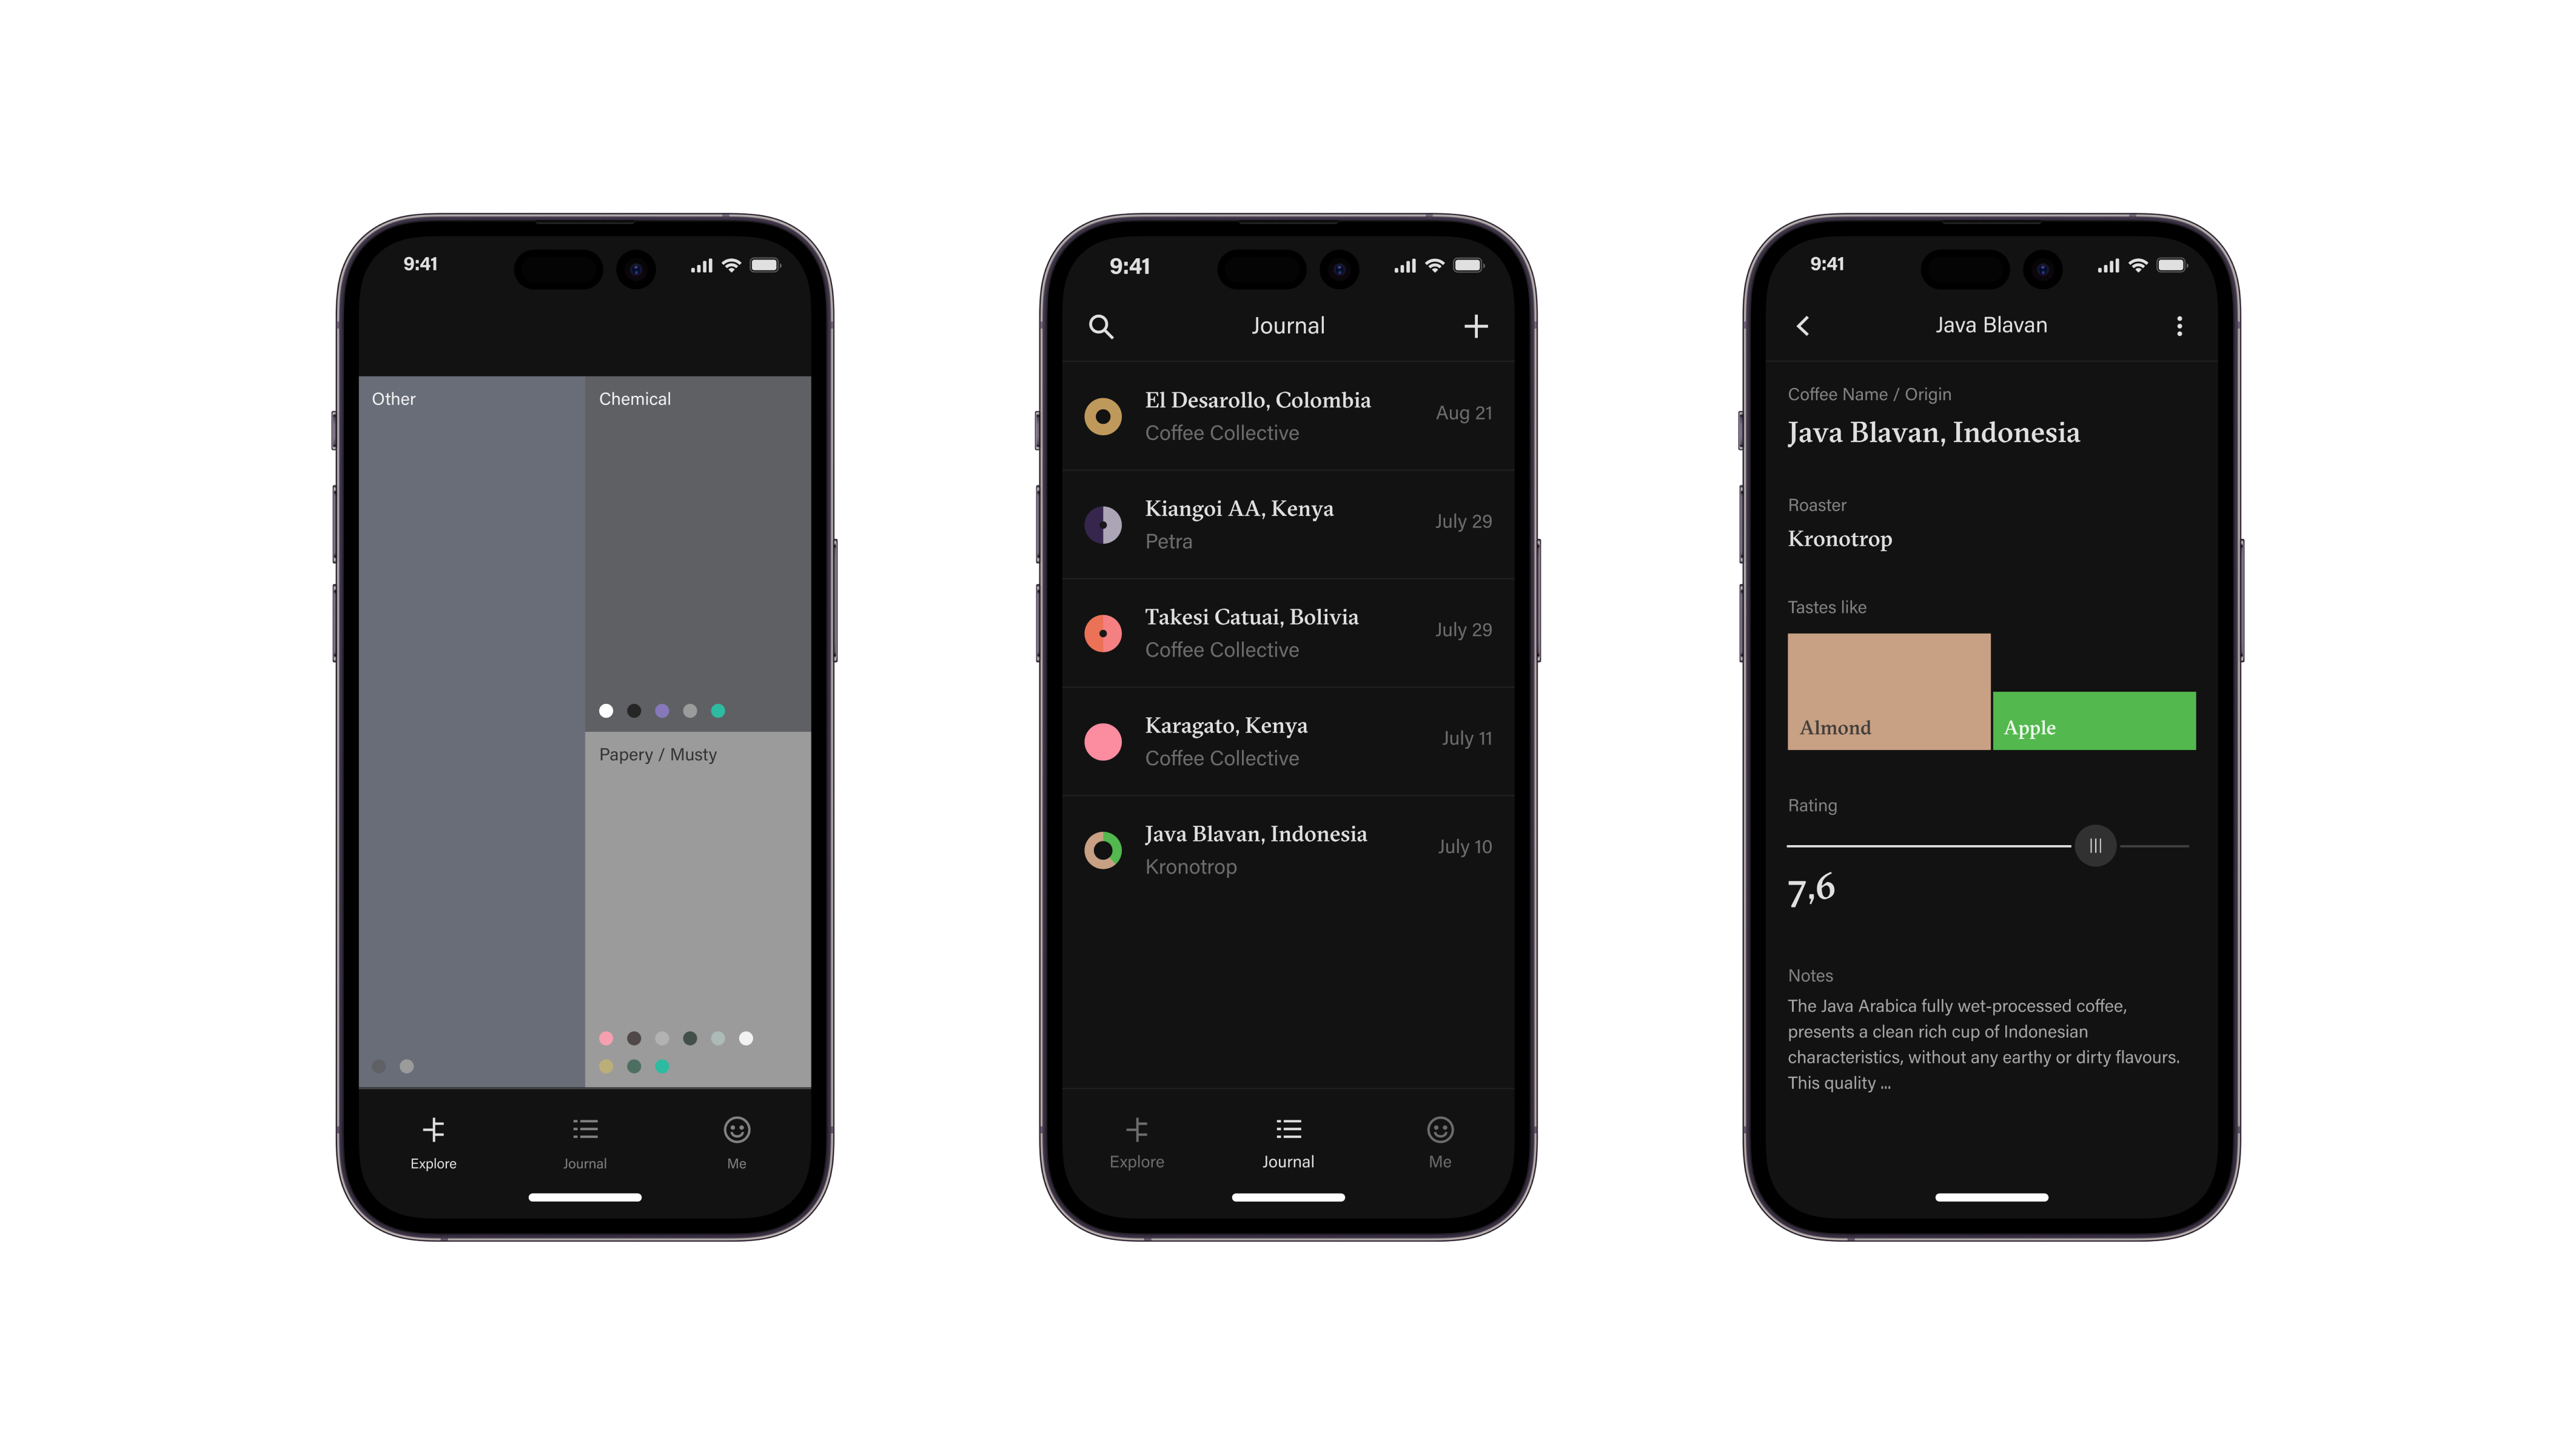 9:41
Other
Chemical
Papery / Musty
Explore
Journal
Me
9:41
Journal
El Desarollo, Colombia
Coffee Collective
Aug 21
Kiangoi AA, Kenya
Petra
July 29
Takesi Catuai, Bolivia
Coffee Collective
July 29
Karagato, Kenya
Coffee Collective
July 11
Java Blavan, Indonesia
Kronotrop
July 10
Explore
Journal
Me
9:41
Java Blavan
Coffee Name / Origin
Java Blavan, Indonesia
Roaster
Kronotrop
Tastes like
Almond
Apple
Rating
7,6
Notes
The Java Arabica fully wet-processed coffee,
presents a clean rich cup of Indonesian
characteristics, without any earthy or dirty flavours.
This quality ...